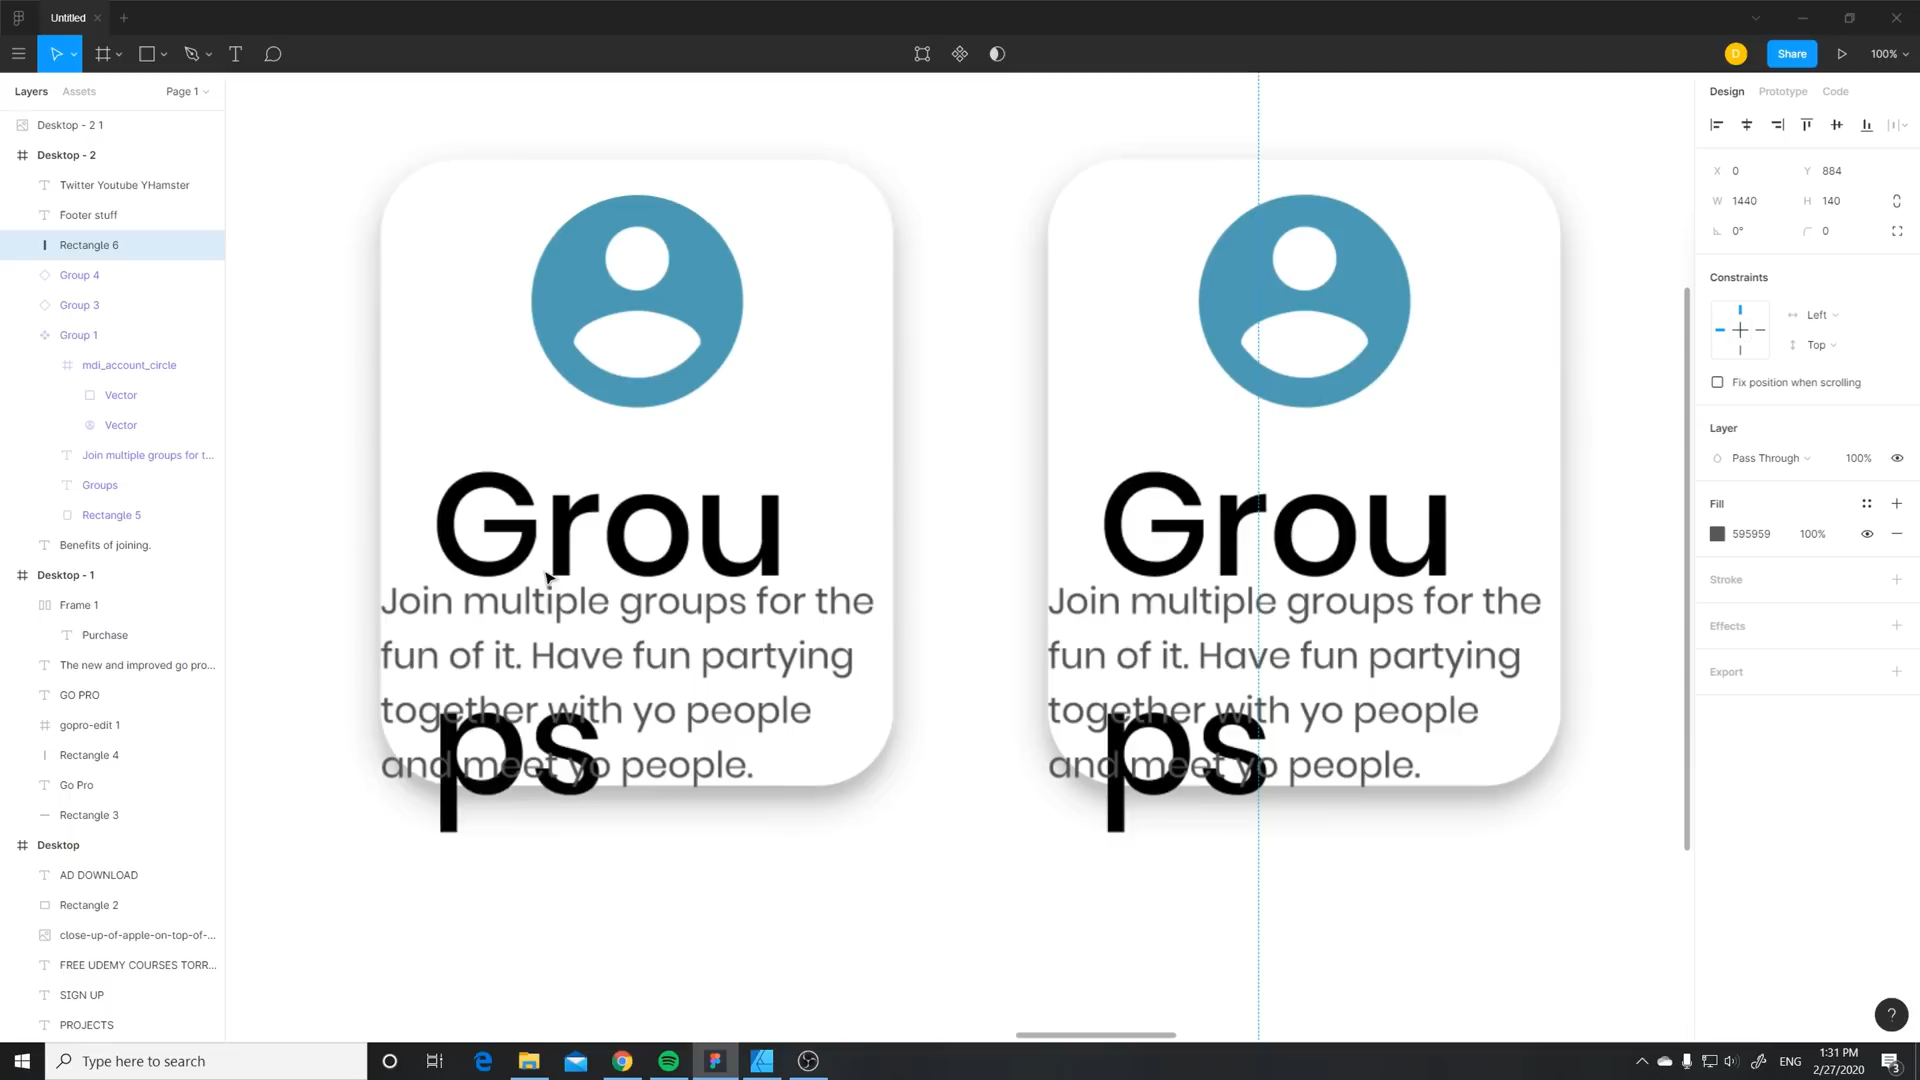 Untitled
Share
100%
Layers
Assets
Page 1
Desktop - 2 1
Desktop - 2
Twitter Youtube YHamster
Footer stuff
Rectangle 6
Group 4
Group 3
Group 1
mdi_account_circle
Vector
Vector
Join multiple groups for t...
Groups
Rectangle 5
Benefits of joining.
Desktop - 1
Frame 1
Purchase
The new and improved go pro...
GO PRO
gopro-edit 1
Rectangle 4
Go Pro
Rectangle 3
Desktop
AD DOWNLOAD
Rectangle 2
close-up-of-apple-on-top-of-...
FREE UDEMY COURSES TORR...
SIGN UP
PROJECTS
Grou
ps
Join multiple groups for the
fun of it. Have fun partying
together with yo people
and meet yo people.
Grou
ps
Join multiple groups for the
fun of it. Have fun partying
together with yo people
and meet yo people.
Design
Prototype
Code
X 0
Y 884
W 1440
H 140
0°
0
Constraints
Left
Top
Fix position when scrolling
Layer
Pass Through
100%
Fill
595959
100%
Stroke
Effects
Export
?
D
Type here to search
ENG
1:31 PM
2/27/2020
3